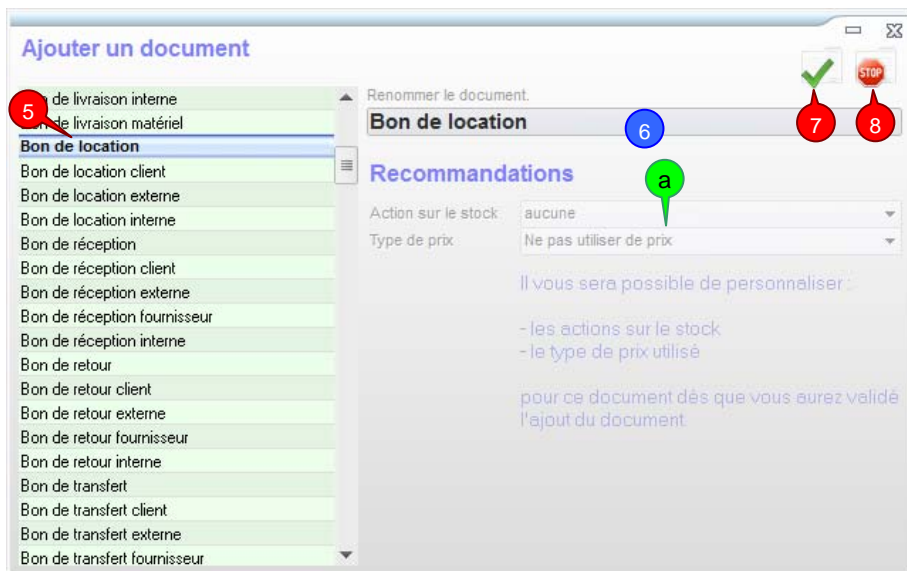 Ajouter un document
STOP
de livraison interne
5
de livraison matériel
Bon de location
Bon de location client
Bon de location externe
Bon de location interne
Bon de réception
Bon de réception client
Bon de réception externe
Bon de réception fournisseur
Bon de réception interne
Bon de retour
Bon de retour client
Bon de retour externe
Bon de retour fournisseur
Bon de retour interne
Bon de transfert
Bon de transfert client
Bon de transfert externe
Bon de transfert fournisseur
Renommer le document.
Bon de location
6
7
8
Recommandations
a
Action sur le stock aucune
Type de prix Ne pas utiliser de prix
Il vous sera possible de personnaliser :
- les actions sur le stock
- le type de prix utilisé
pour ce document dès que vous aurez validé
l'ajout du document.